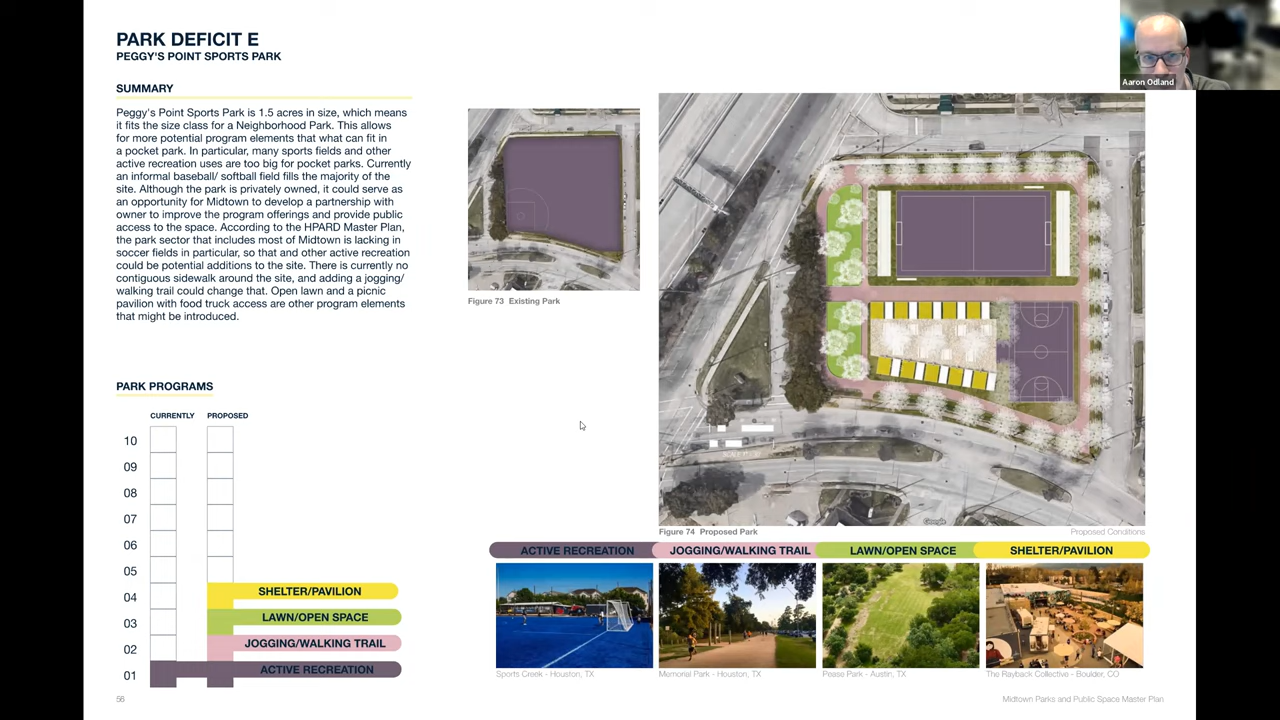 PARK DEFICIT E
PEGGY'S POINT SPORTS PARK
SUMMARY
Peggy's Point Sports Park is 1.5 acres in size, which means
it fits the size class for a Neighborhood Park. This allows
for more potential program elements that what can fit in
a pocket park. In particular, many sports fields and other
active recreation uses are too big for pocket parks. Currently
an informal baseball/ softball field fills the majority of the
site. Although the park is privately owned, it could serve as
an opportunity for Midtown to develop a partnership with
owner to improve the program offerings and provide public
access to the space. According to the HPARD Master Plan,
the park sector that includes most of Midtown is lacking in
soccer fields in particular, so that and other active recreation
could be potential additions to the site. There is currently no
contiguous sidewalk around the site, and adding a jogging/
walking trail could change that. Open lawn and a picnic
pavilion with food truck access are other program elements
that might be introduced.
PARK PROGRAMS
CURRENTLY PROPOSED
10
09
08
07
06
05
04 SHELTER/PAVILION
03 LAWN/OPEN SPACE
02 JOGGING/WALKING TRAIL
01 ACTIVE RECREATION
56
Figure 73 Existing Park
Aaron Odland
Google
Figure 74 Proposed Park
Proposed Conditions
ACTIVE RECREATION JOGGING/WALKING TRAIL LAWN/OPEN SPACE SHELTER/PAVILION
Sports Creek - Houston, TX Memorial Park - Houston, TX Pease Park - Austin, TX The Rayback Collective - Boulder, CO
Midtown Parks and Public Space Master Plan